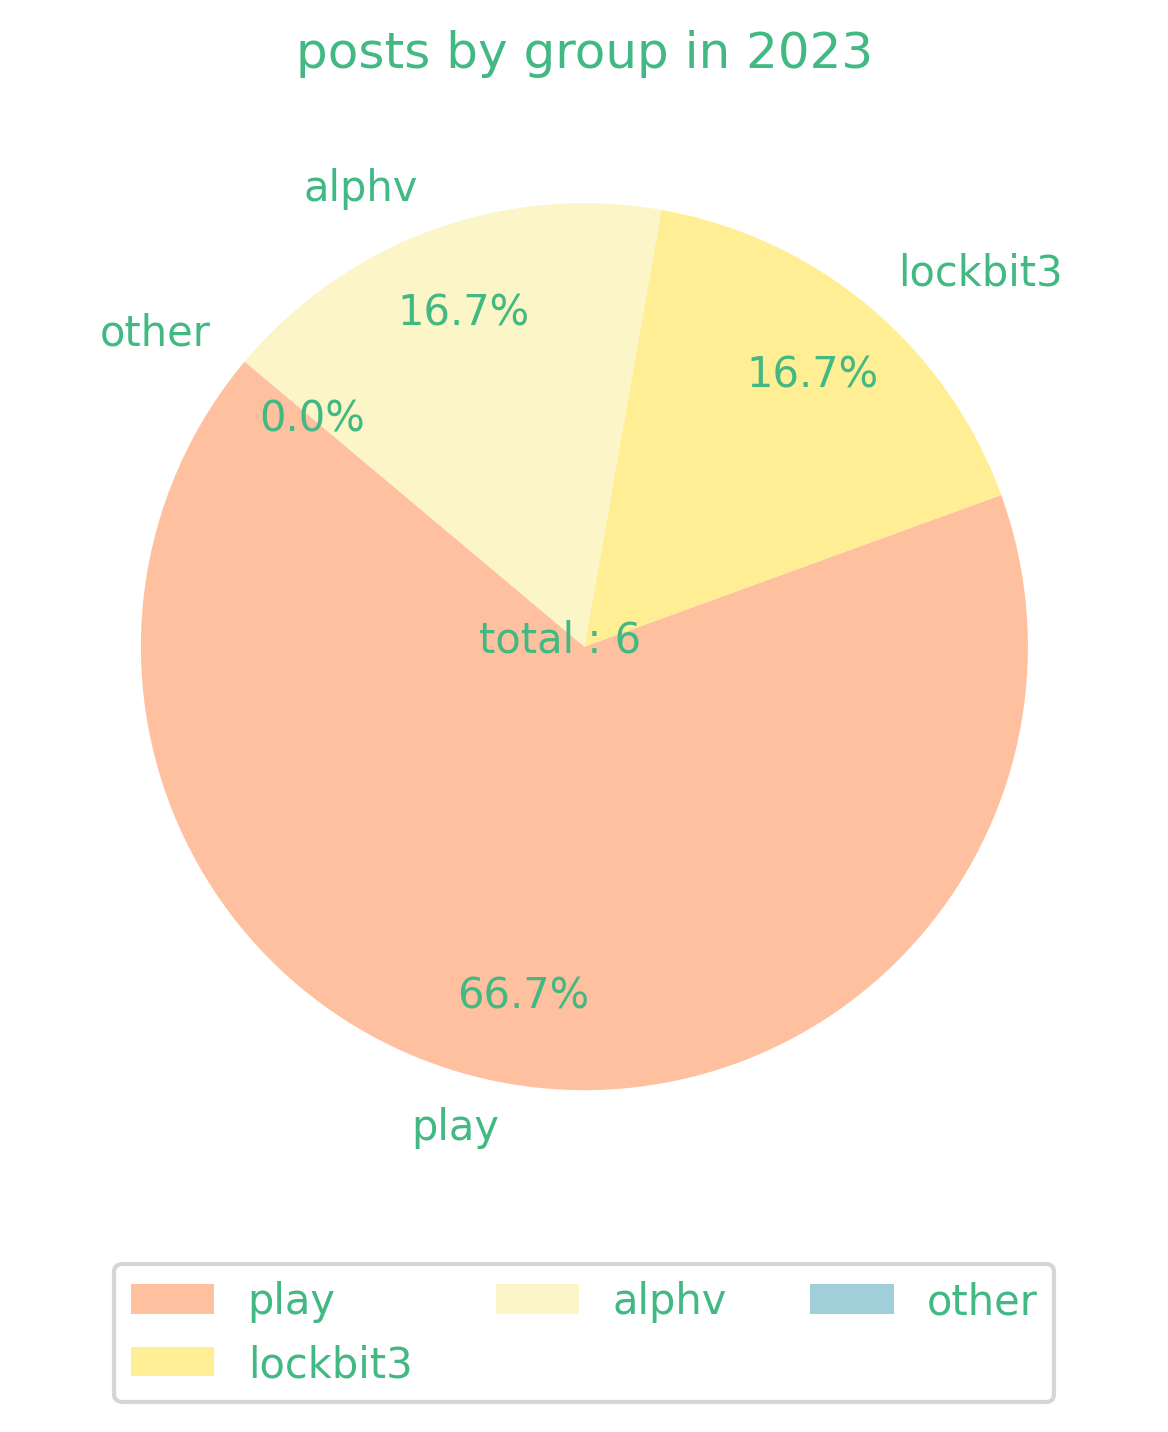 posts by group in 2023
alphv
lockbit3
16.7%
other
16.7%
0.0%
total : 6
66.7%
play
play
alphv
other
lockbit3